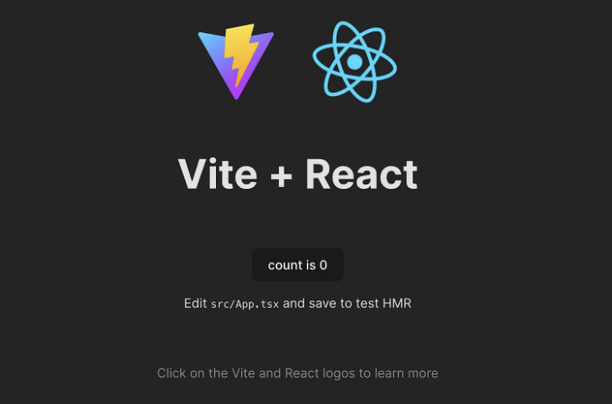 Vite + React
count is 0
Edit src/App.tsx and save to test HMR
Click on the Vite and React logos to learn more